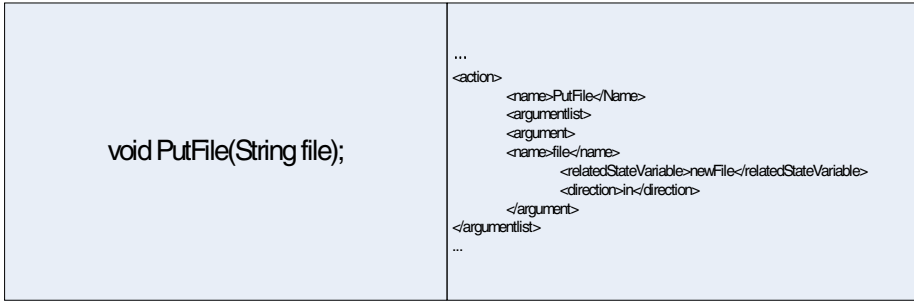 void PutFile(String file);
...
<action>
<name>PutFile</Name>
<argumentlist>
<argument>
<name>file</name>
<relatedStateVariable>newFile</relatedStateVariable>
<direction>in</direction>
</argument>
</argumentlist>
...